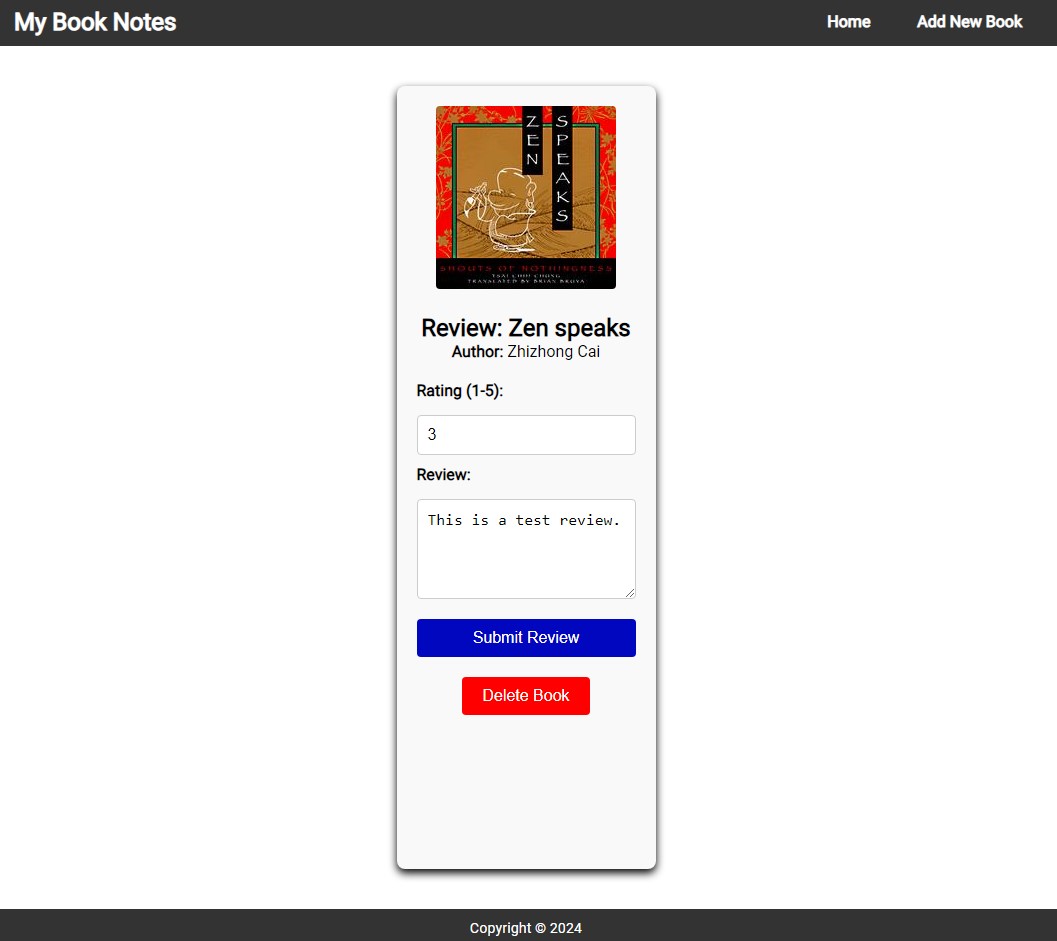 My Book Notes
Home
Add New Book
ZEN
SPEAKS
SHOUTS OF NOTHINGNESS
TSAI CHIH CHUNG
TRANSLATED BY BRIAN BRUYA
Review: Zen speaks
Author: Zhizhong Cai
Rating (1-5):
3
Review:
This is a test review.
Submit Review
Delete Book
Copyright © 2024